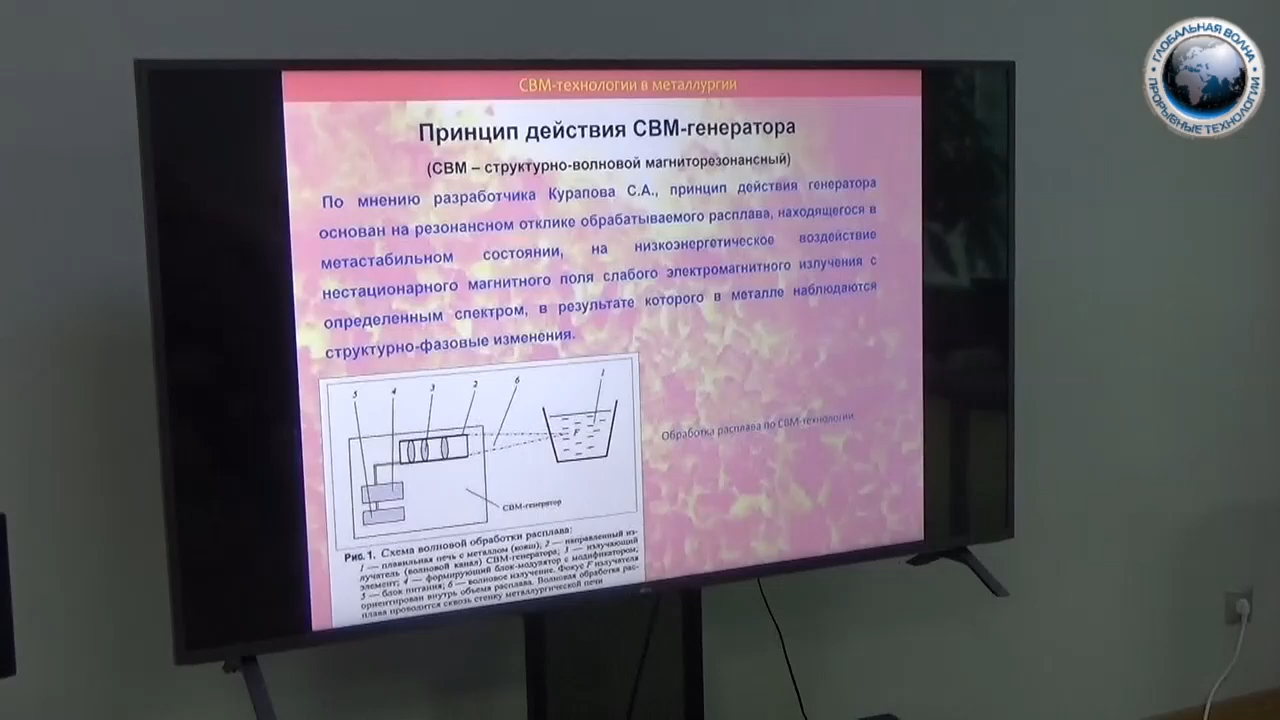 СВМ-технологии в металлургии
Принцип действия СВМ-генератора
(СВМ – структурно-волновой магниторезонансный)
По мнению разработчика Курапова С.А., принцип действия генератора
основан на резонансном отклике обрабатываемого расплава, находящегося в
метастабильном состоянии, на низкоэнергетическое воздействие
нестационарного магнитного поля слабого электромагнитного излучения с
определенным спектром, в результате которого в металле наблюдаются
структурно-фазовые изменения.
5 4 3 2 6 1
F
СВМ-генератор
Обработка расплава по СВМ-технологии
Рис. 1. Схема волновой обработки расплава:
1 — плавильная печь с металлом (ковш); 2 — направленный из-
лучатель (волновой канал) СВМ-генератора; 3 — излучающий
элемент; 4 — формирующий блок-модулятор с модификатором;
5 — блок питания; 6 — волновое излучение. Фокус F излучателя
ориентирован внутрь объема расплава. Волновая обработка рас-
плава проводится сквозь стенку металлургической печи
ГЛОБАЛЬНАЯ ВОЛНА
ПРОРЫВНЫЕ ТЕХНОЛОГИИ